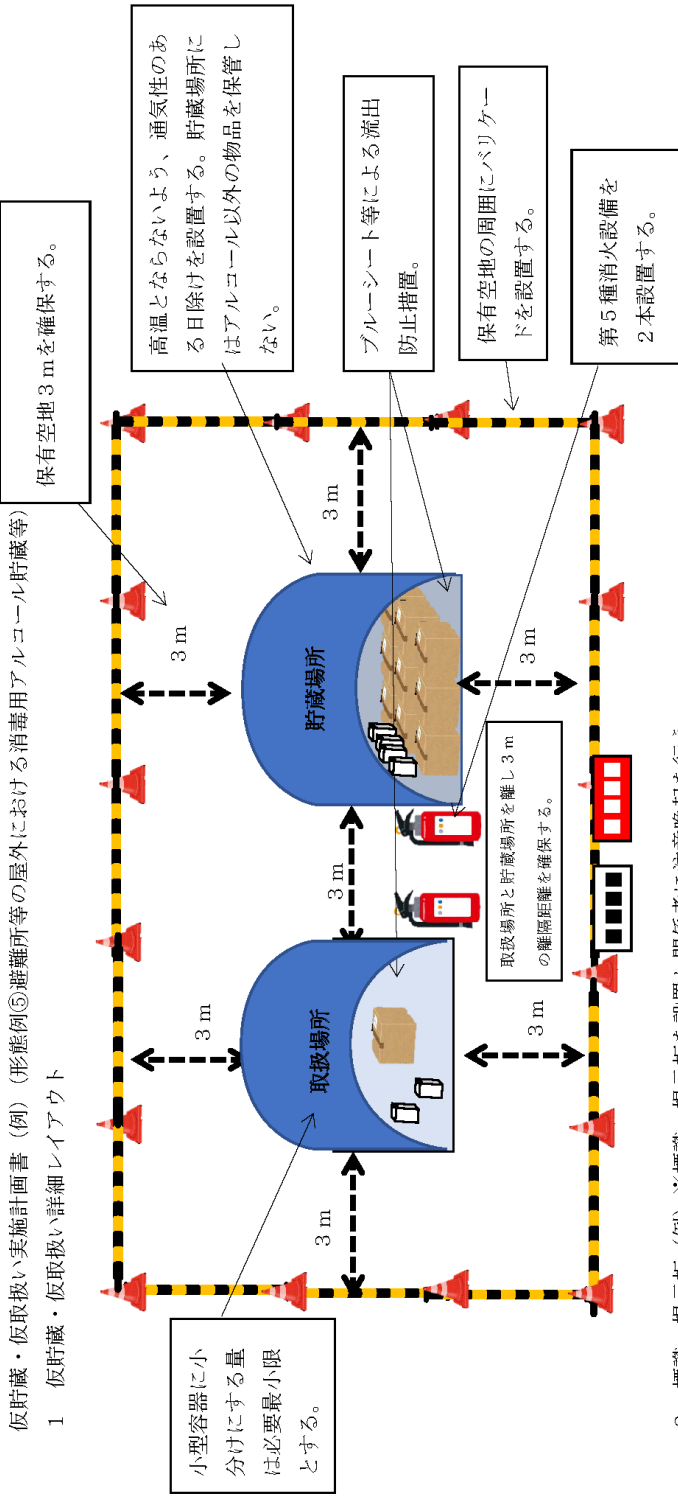 仮貯蔵・仮取扱い実施計画書（例）（形態例⑤避難所等の屋外における消毒用アルコール貯蔵等）
1　仮貯蔵・仮取扱い詳細レイアウト
保有空地3ｍを確保する。
高温とならないよう、通気性のあ
る日除けを設置する。貯蔵場所に
はアルコール以外の物品を保管し
ない。
ブルーシート等による流出
防止措置。
保有空地の周囲にバリケー
ドを設置する。
第5種消火設備を
2本設置する。
小型容器に小
分けにする量
は必要最小限
とする。
3ｍ
3ｍ
3ｍ
取扱場所
3ｍ
貯蔵場所
3ｍ
3ｍ
3ｍ
取扱場所と貯蔵場所を離し3ｍ
の離隔距離を確保する。